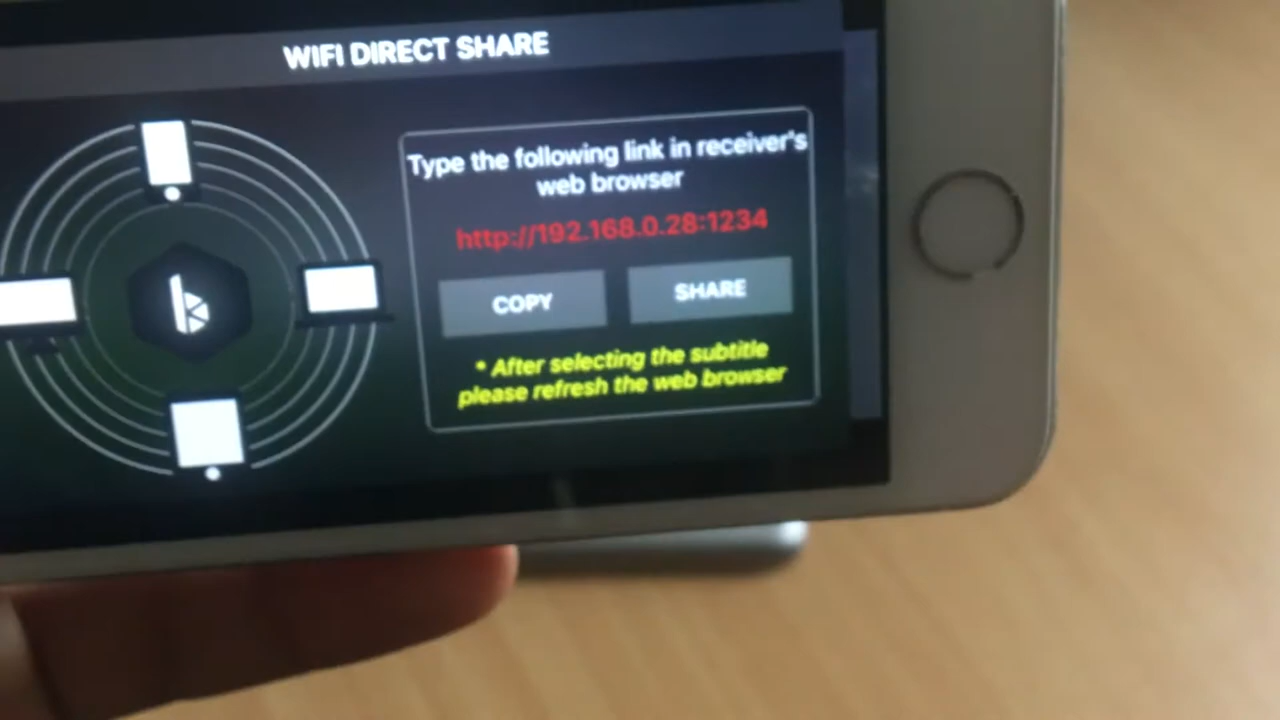 WIFI DIRECT SHARE
Type the following link in receiver's
web browser
http://192.168.0.28:1234
COPY
SHARE
* After selecting the subtitle
please refresh the web browser